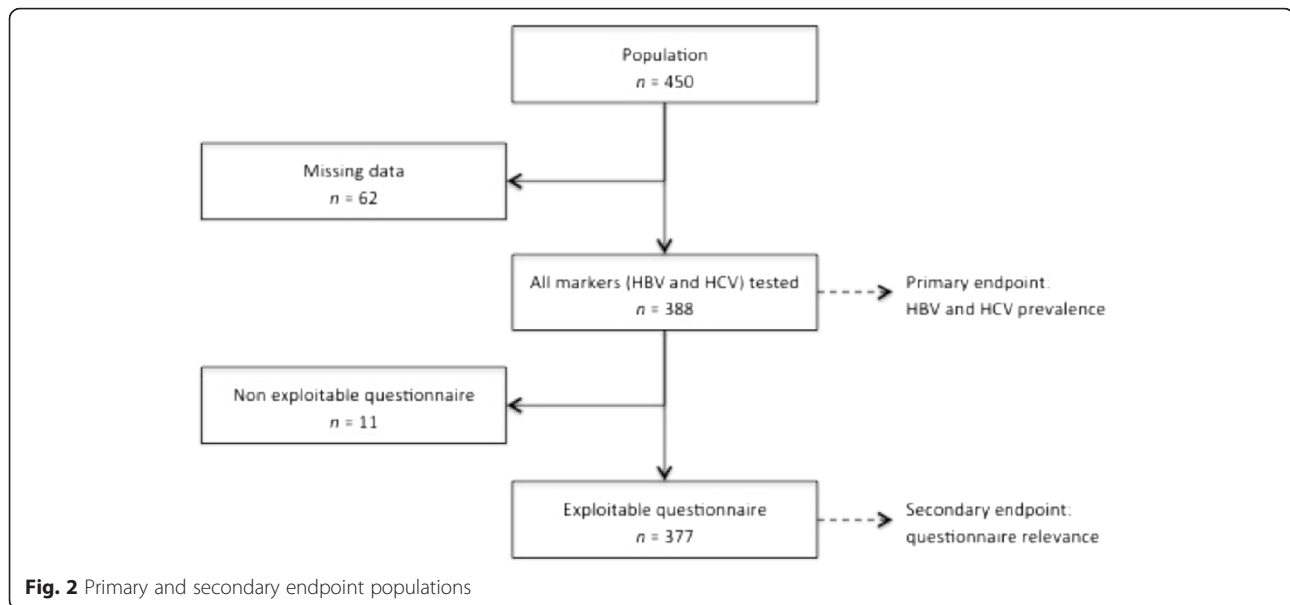 Population
n = 450
Missing data
n = 62
All markers (HBV and HCV) tested
n = 388
Primary endpoint:
HBV and HCV prevalence
Non exploitable questionnaire
n = 11
Exploitable questionnaire
n = 377
Secondary endpoint:
questionnaire relevance
Fig. 2 Primary and secondary endpoint populations